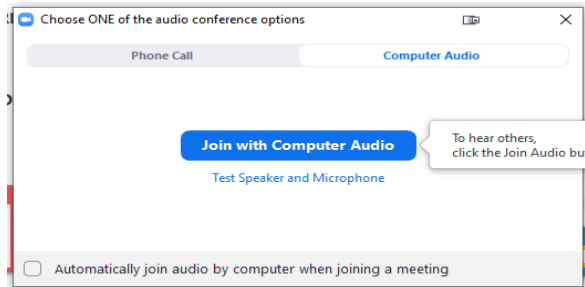 Choose ONE of the audio conference options
Phone Call
Computer Audio
Join with Computer Audio
To hear others,
click the Join Audio
Test Speaker and Microphone
Automatically join audio by computer when joining a meeting